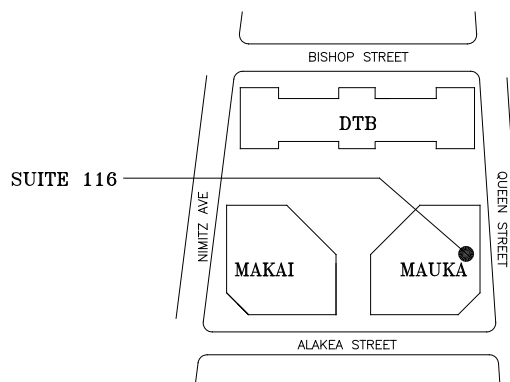 BISHOP STREET
DTB
SUITE 116
NIMITZ AVE
QUEEN STREET
MAKAI
MAUKA
ALAKEA STREET